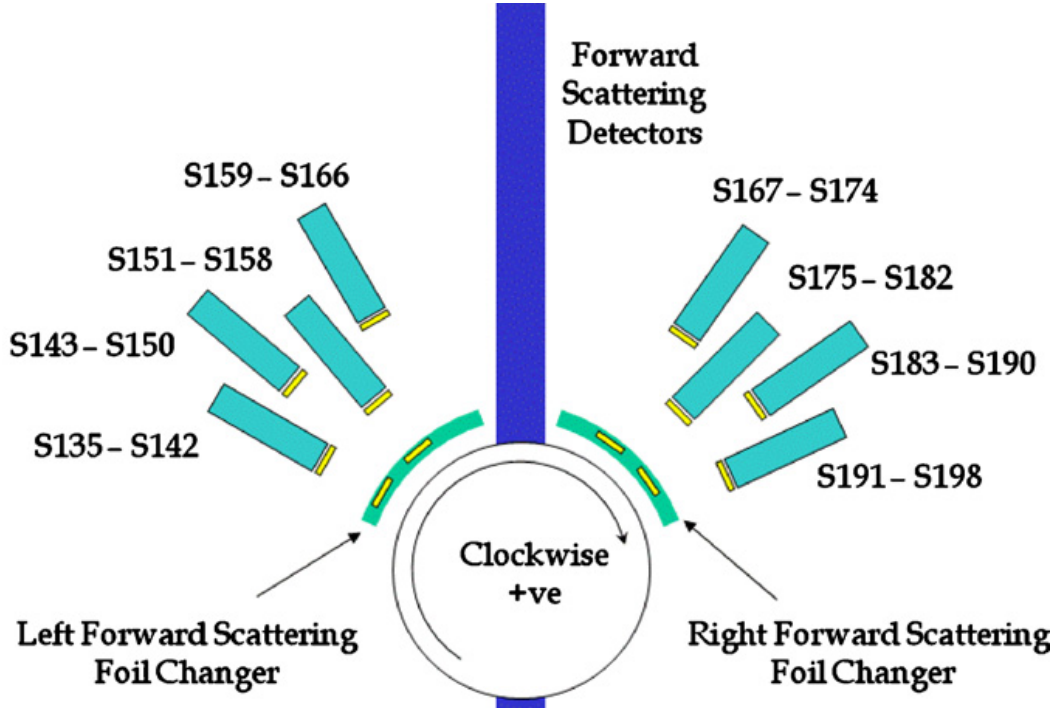 Forward
Scattering
Detectors
S159 – S166
S151 – S158
S143 – S150
S135 – S142
S167 – S174
S175 – S182
S183 – S190
S191 – S198
Clockwise
+ve
Left Forward Scattering
Foil Changer
Right Forward Scattering
Foil Changer